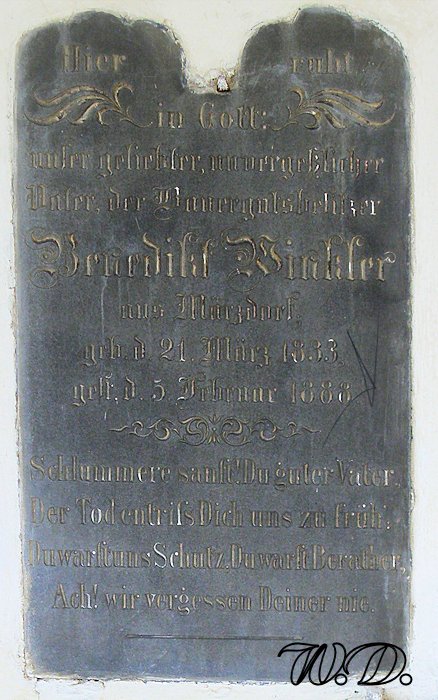 Hier ruht
in Gott:
unser geliebter, unvergeßlicher
Vater, der Bauergutsbesitzer
Benedikt Winkler
aus Märzdorf,
geb. d. 21. März 1833,
gest. d. 5. Februar 1888.
Schlummere sanft! Du guter Vater.
Der Tod entriſs Dich uns zu früh!
Du warst uns Schutz, Du warst Berather,
Ach! wir vergessen Deiner nie.
W.D.